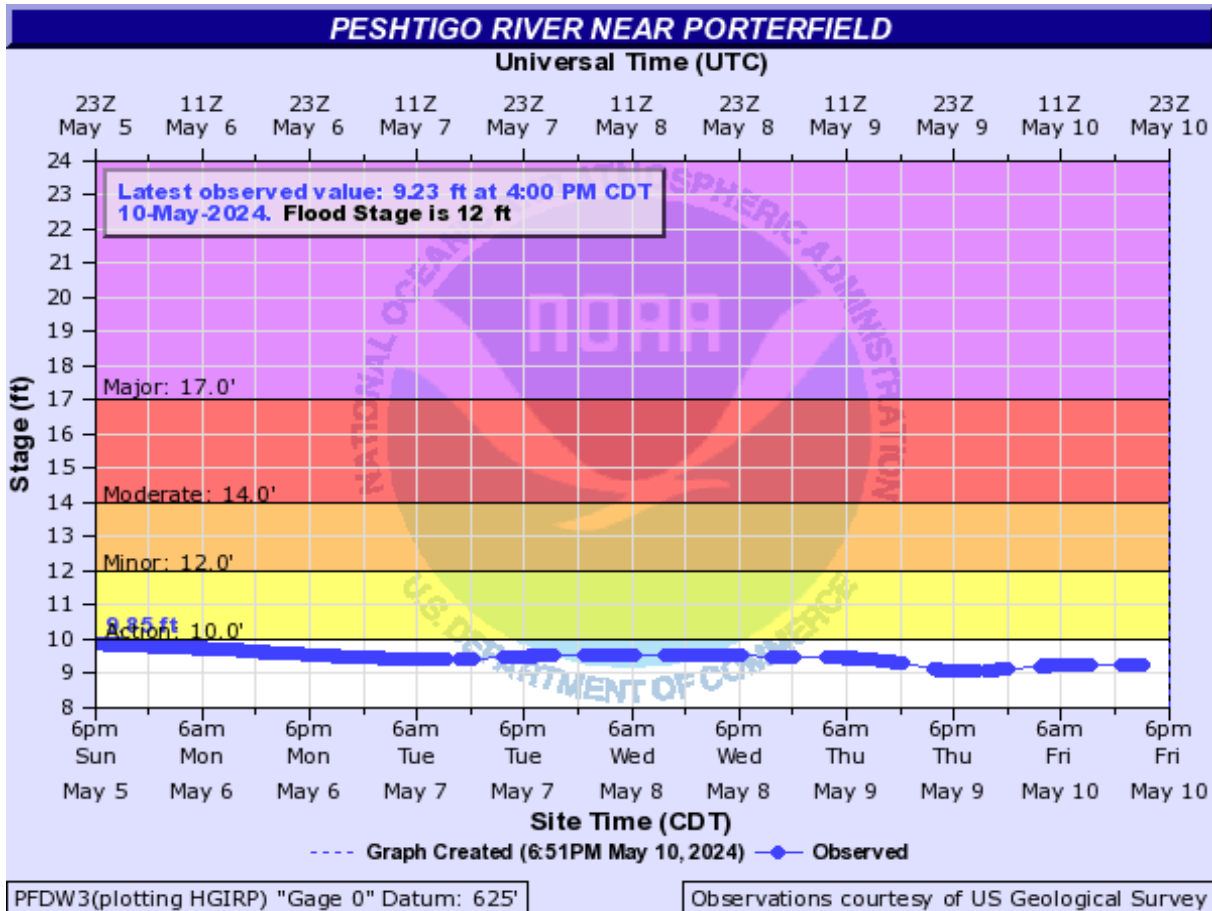 PESHTIGO RIVER NEAR PORTERFIELD
Universal Time (UTC)
23Z 11Z 23Z 11Z 23Z 11Z 23Z 11Z 23Z 11Z 23Z
May 5 May 6 May 6 May 7 May 7 May 8 May 8 May 9 May 9 May 10 May 10
Latest observed value: 9.23 ft at 4:00 PM CDT
10-May-2024. Flood Stage is 12 ft
NATIONAL OCEANIC AND ATMOSPHERIC ADMINISTRATION
NOAA
U.S. DEPARTMENT OF COMMERCE
Stage (ft)
24
23
22
21
20
19
18
Major: 17.0'
17
16
15
Moderate: 14.0'
14
13
Minor: 12.0'
12
11
9.85 ft
Action: 10.0'
10
9
8
6pm 6am 6pm 6am 6pm 6am 6pm 6am 6pm 6am 6pm
Sun Mon Mon Tue Tue Wed Wed Thu Thu Fri Fri
May 5 May 6 May 6 May 7 May 7 May 8 May 8 May 9 May 9 May 10 May 10
Site Time (CDT)
Graph Created (6:51PM May 10, 2024) Observed
PFDW3(plotting HGIRP) "Gage 0" Datum: 625'
Observations courtesy of US Geological Survey